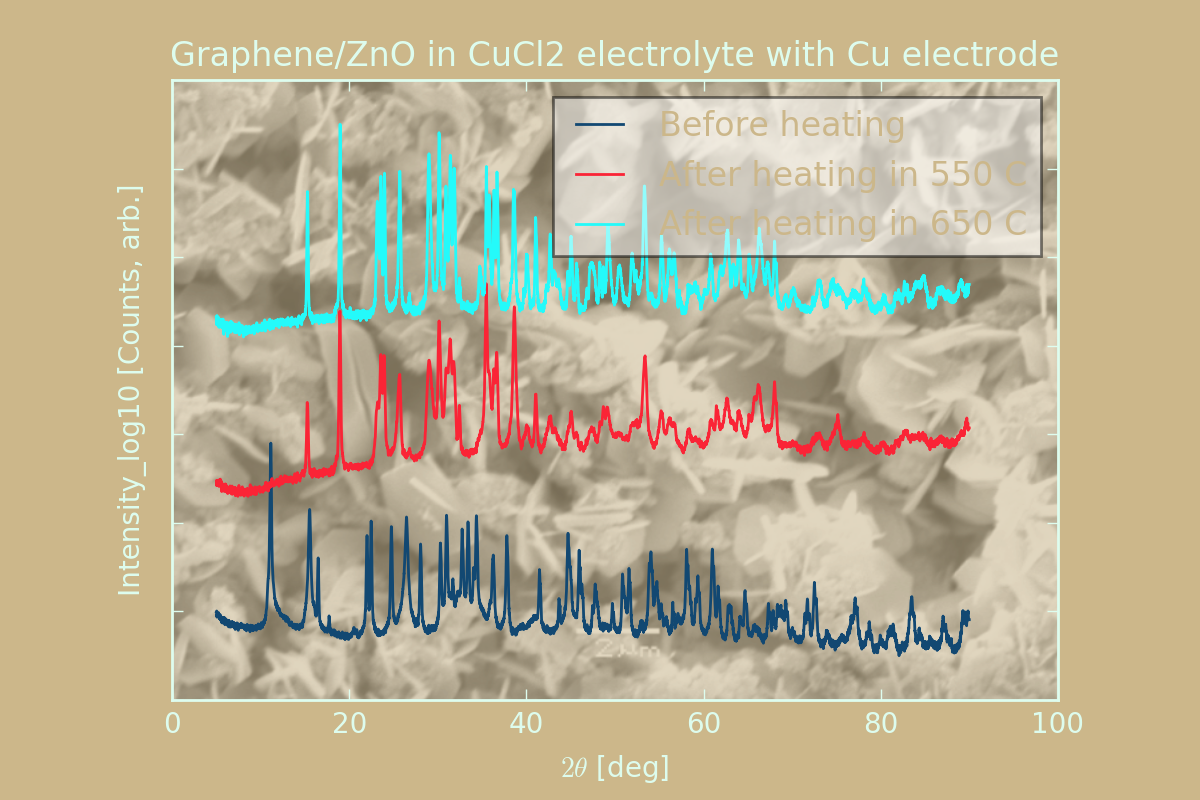 Graphene/ZnO in CuCl2 electrolyte with Cu electrode
Before heating
After heating in 550 C
After heating in 650 C
Intensity_log10 [Counts, arb.]
2μm
0 20 40 60 80 100
2θ [deg]